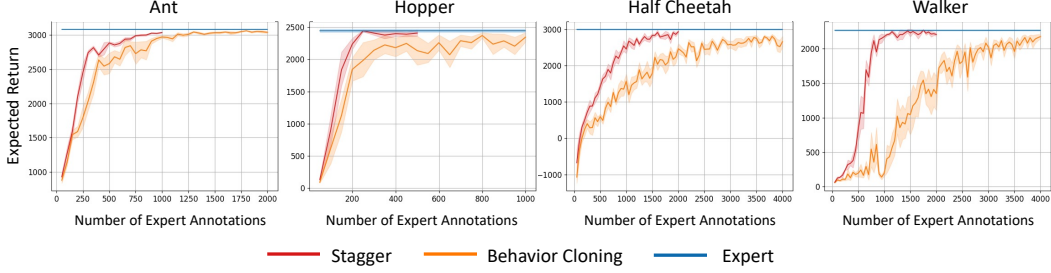 Ant
Hopper
Half Cheetah
Walker
Expected Return
3000
2500
2000
1500
1000
0 250 500 750 1000 1250 1500 1750 2000
Number of Expert Annotations
2500
2000
1500
1000
500
0
200 400 600 800 1000
Number of Expert Annotations
3000
2000
1000
0
−1000
0 500 1000 1500 2000 2500 3000 3500 4000
Number of Expert Annotations
2000
1500
1000
500
0
0 500 1000 1500 2000 2500 3000 3500 4000
Number of Expert Annotations
Stagger
Behavior Cloning
Expert